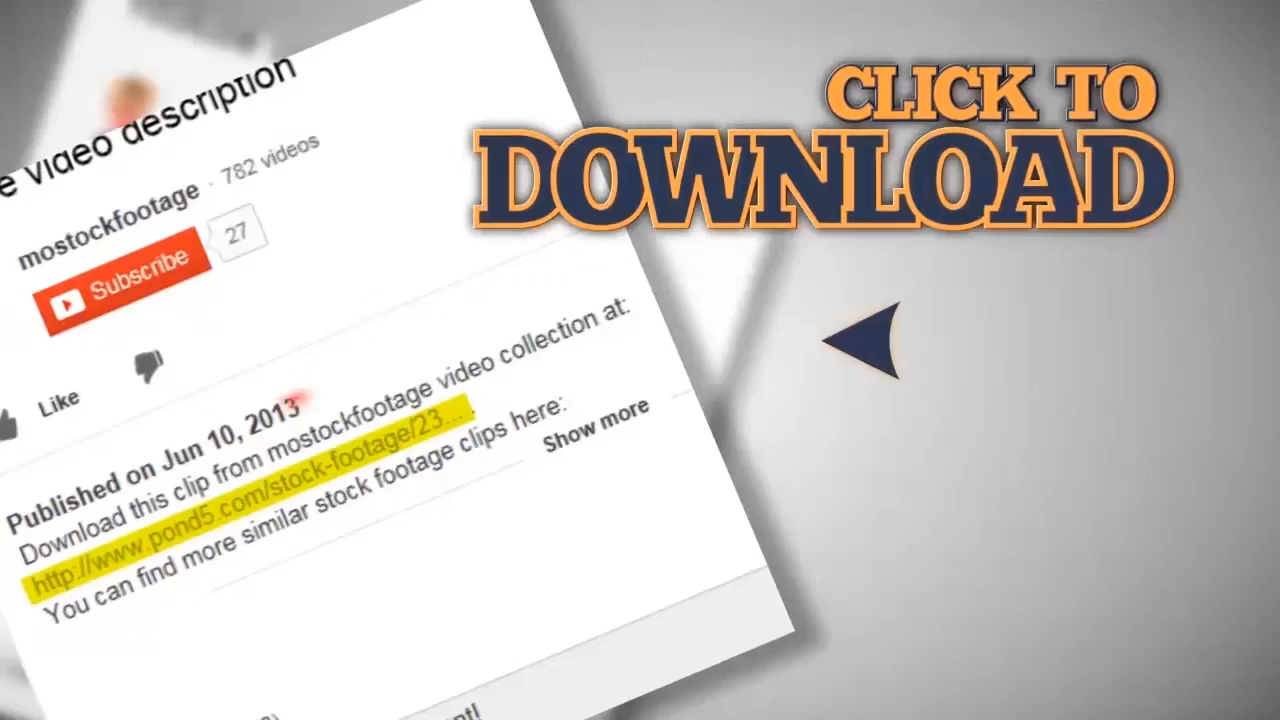 CLICK TO
DOWNLOAD
e video description
mostockfootage · 782 videos
Subscribe
27
Like
Published on Jun 10, 2013
Download this clip from mostockfootage video collection at:
http://www.pond5.com/stock-footage/23... .
You can find more similar stock footage clips here:
Show more